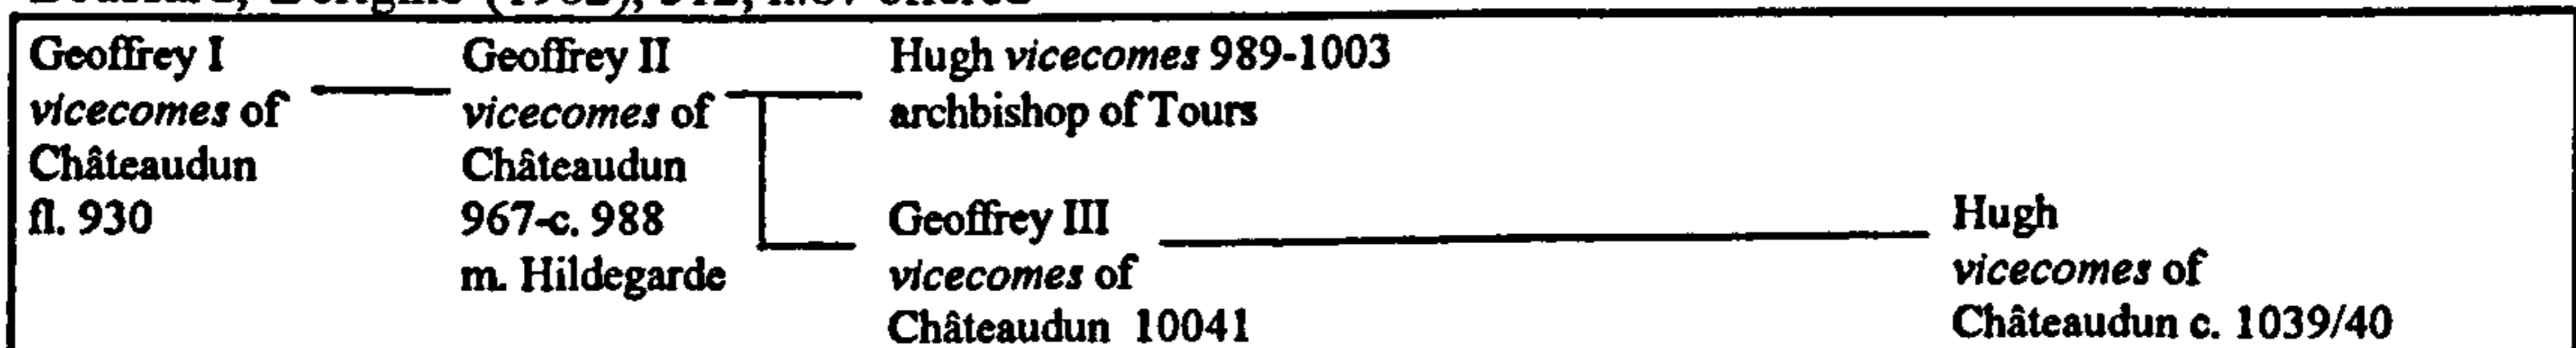 Geoffrey I
vicecomes of
Châteaudun
fl. 930
Geoffrey II
vicecomes of
Châteaudun
967-c. 988
m. Hildegarde
Hugh vicecomes 989-1003
archbishop of Tours
Geoffrey III
vicecomes of
Châteaudun 10041
Hugh
vicecomes of
Châteaudun c. 1039/40